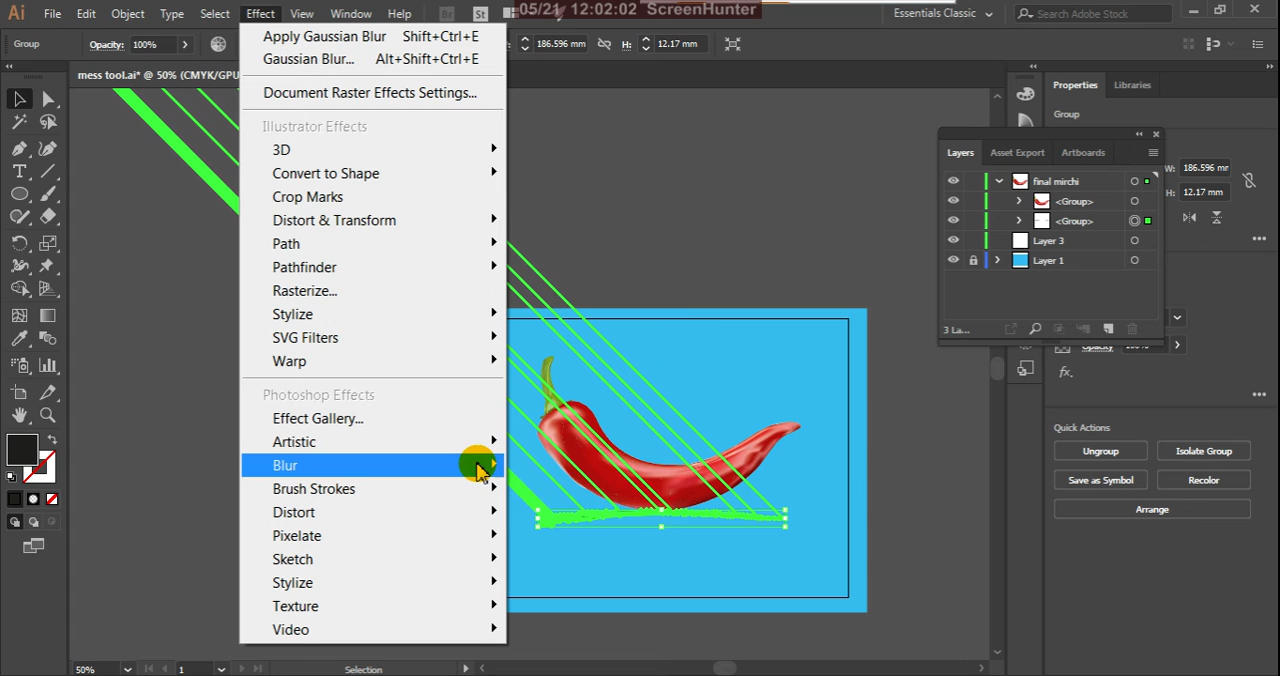 05/21 12:02:02 ScreenHunter
Ai File Edit Object Type Select Effect View Window Help Br St Essentials Classic Search Adobe Stock
Group Opacity: 100% 186.596 mm H: 12.17 mm
mess tool.ai* @ 50% (CMYK/GPU
Apply Gaussian Blur Shift+Ctrl+E
Gaussian Blur... Alt+Shift+Ctrl+E
Document Raster Effects Settings...
Illustrator Effects
3D
Convert to Shape
Crop Marks
Distort & Transform
Path
Pathfinder
Rasterize...
Stylize
SVG Filters
Warp
Photoshop Effects
Effect Gallery...
Artistic
Blur
Brush Strokes
Distort
Pixelate
Sketch
Stylize
Texture
Video
Properties Libraries
Group
Layers Asset Export Artboards
final mirchi
<Group>
<Group>
Layer 3
Layer 1
3 La...
W: 186.596 mm
H: 12.17 mm
Opacity
fx.
Quick Actions
Ungroup Isolate Group
Save as Symbol Recolor
Arrange
50% 1 Selection